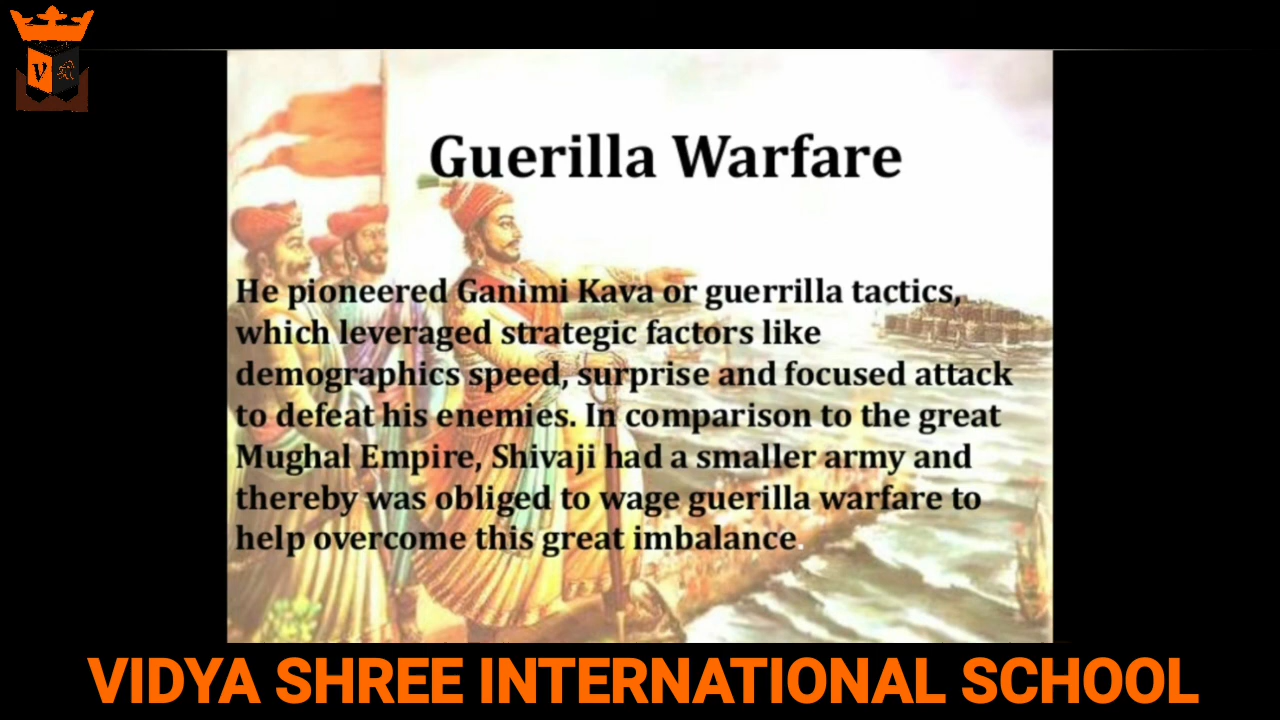 Guerilla Warfare
He pioneered Ganimi Kava or guerrilla tactics,
which leveraged strategic factors like
demographics speed, surprise and focused attack
to defeat his enemies. In comparison to the great
Mughal Empire, Shivaji had a smaller army and
thereby was obliged to wage guerilla warfare to
help overcome this great imbalance.
VIDYA SHREE INTERNATIONAL SCHOOL